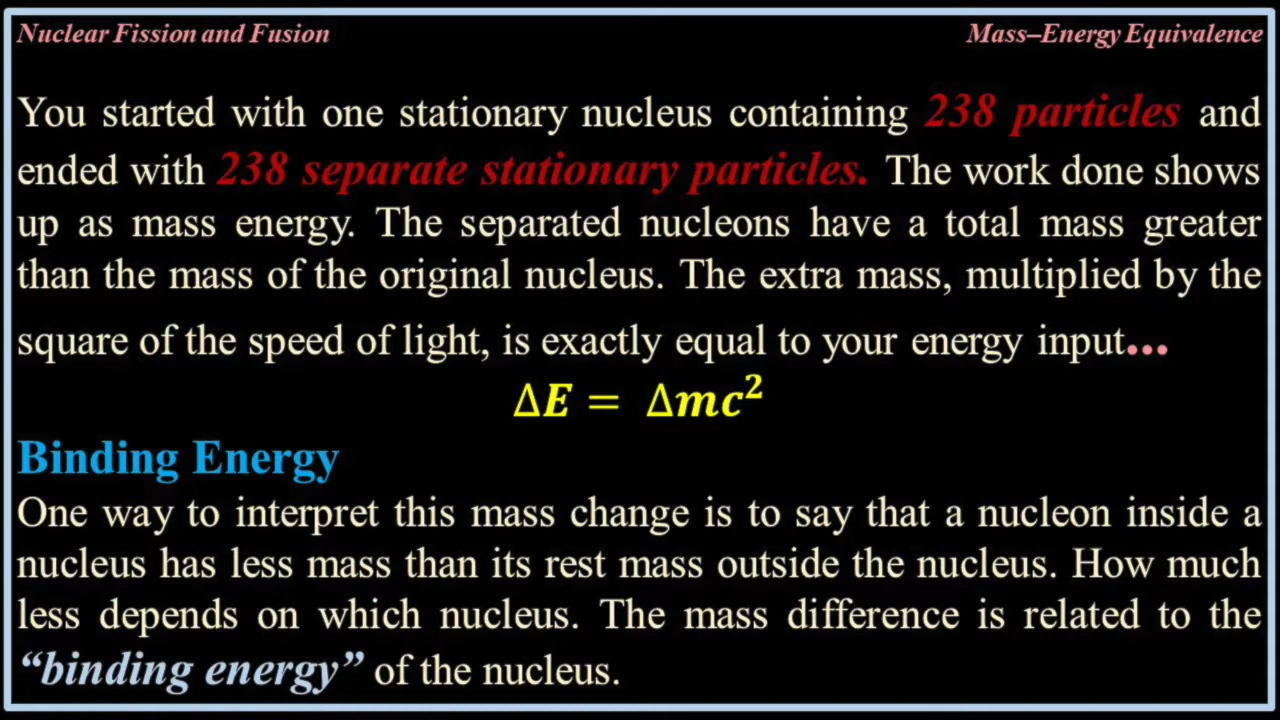 Nuclear Fission and Fusion
Mass–Energy Equivalence
You started with one stationary nucleus containing 238 particles and
ended with 238 separate stationary particles. The work done shows
up as mass energy. The separated nucleons have a total mass greater
than the mass of the original nucleus. The extra mass, multiplied by the
square of the speed of light, is exactly equal to your energy input...
ΔE = Δmc²
Binding Energy
One way to interpret this mass change is to say that a nucleon inside a
nucleus has less mass than its rest mass outside the nucleus. How much
less depends on which nucleus. The mass difference is related to the
“binding energy” of the nucleus.